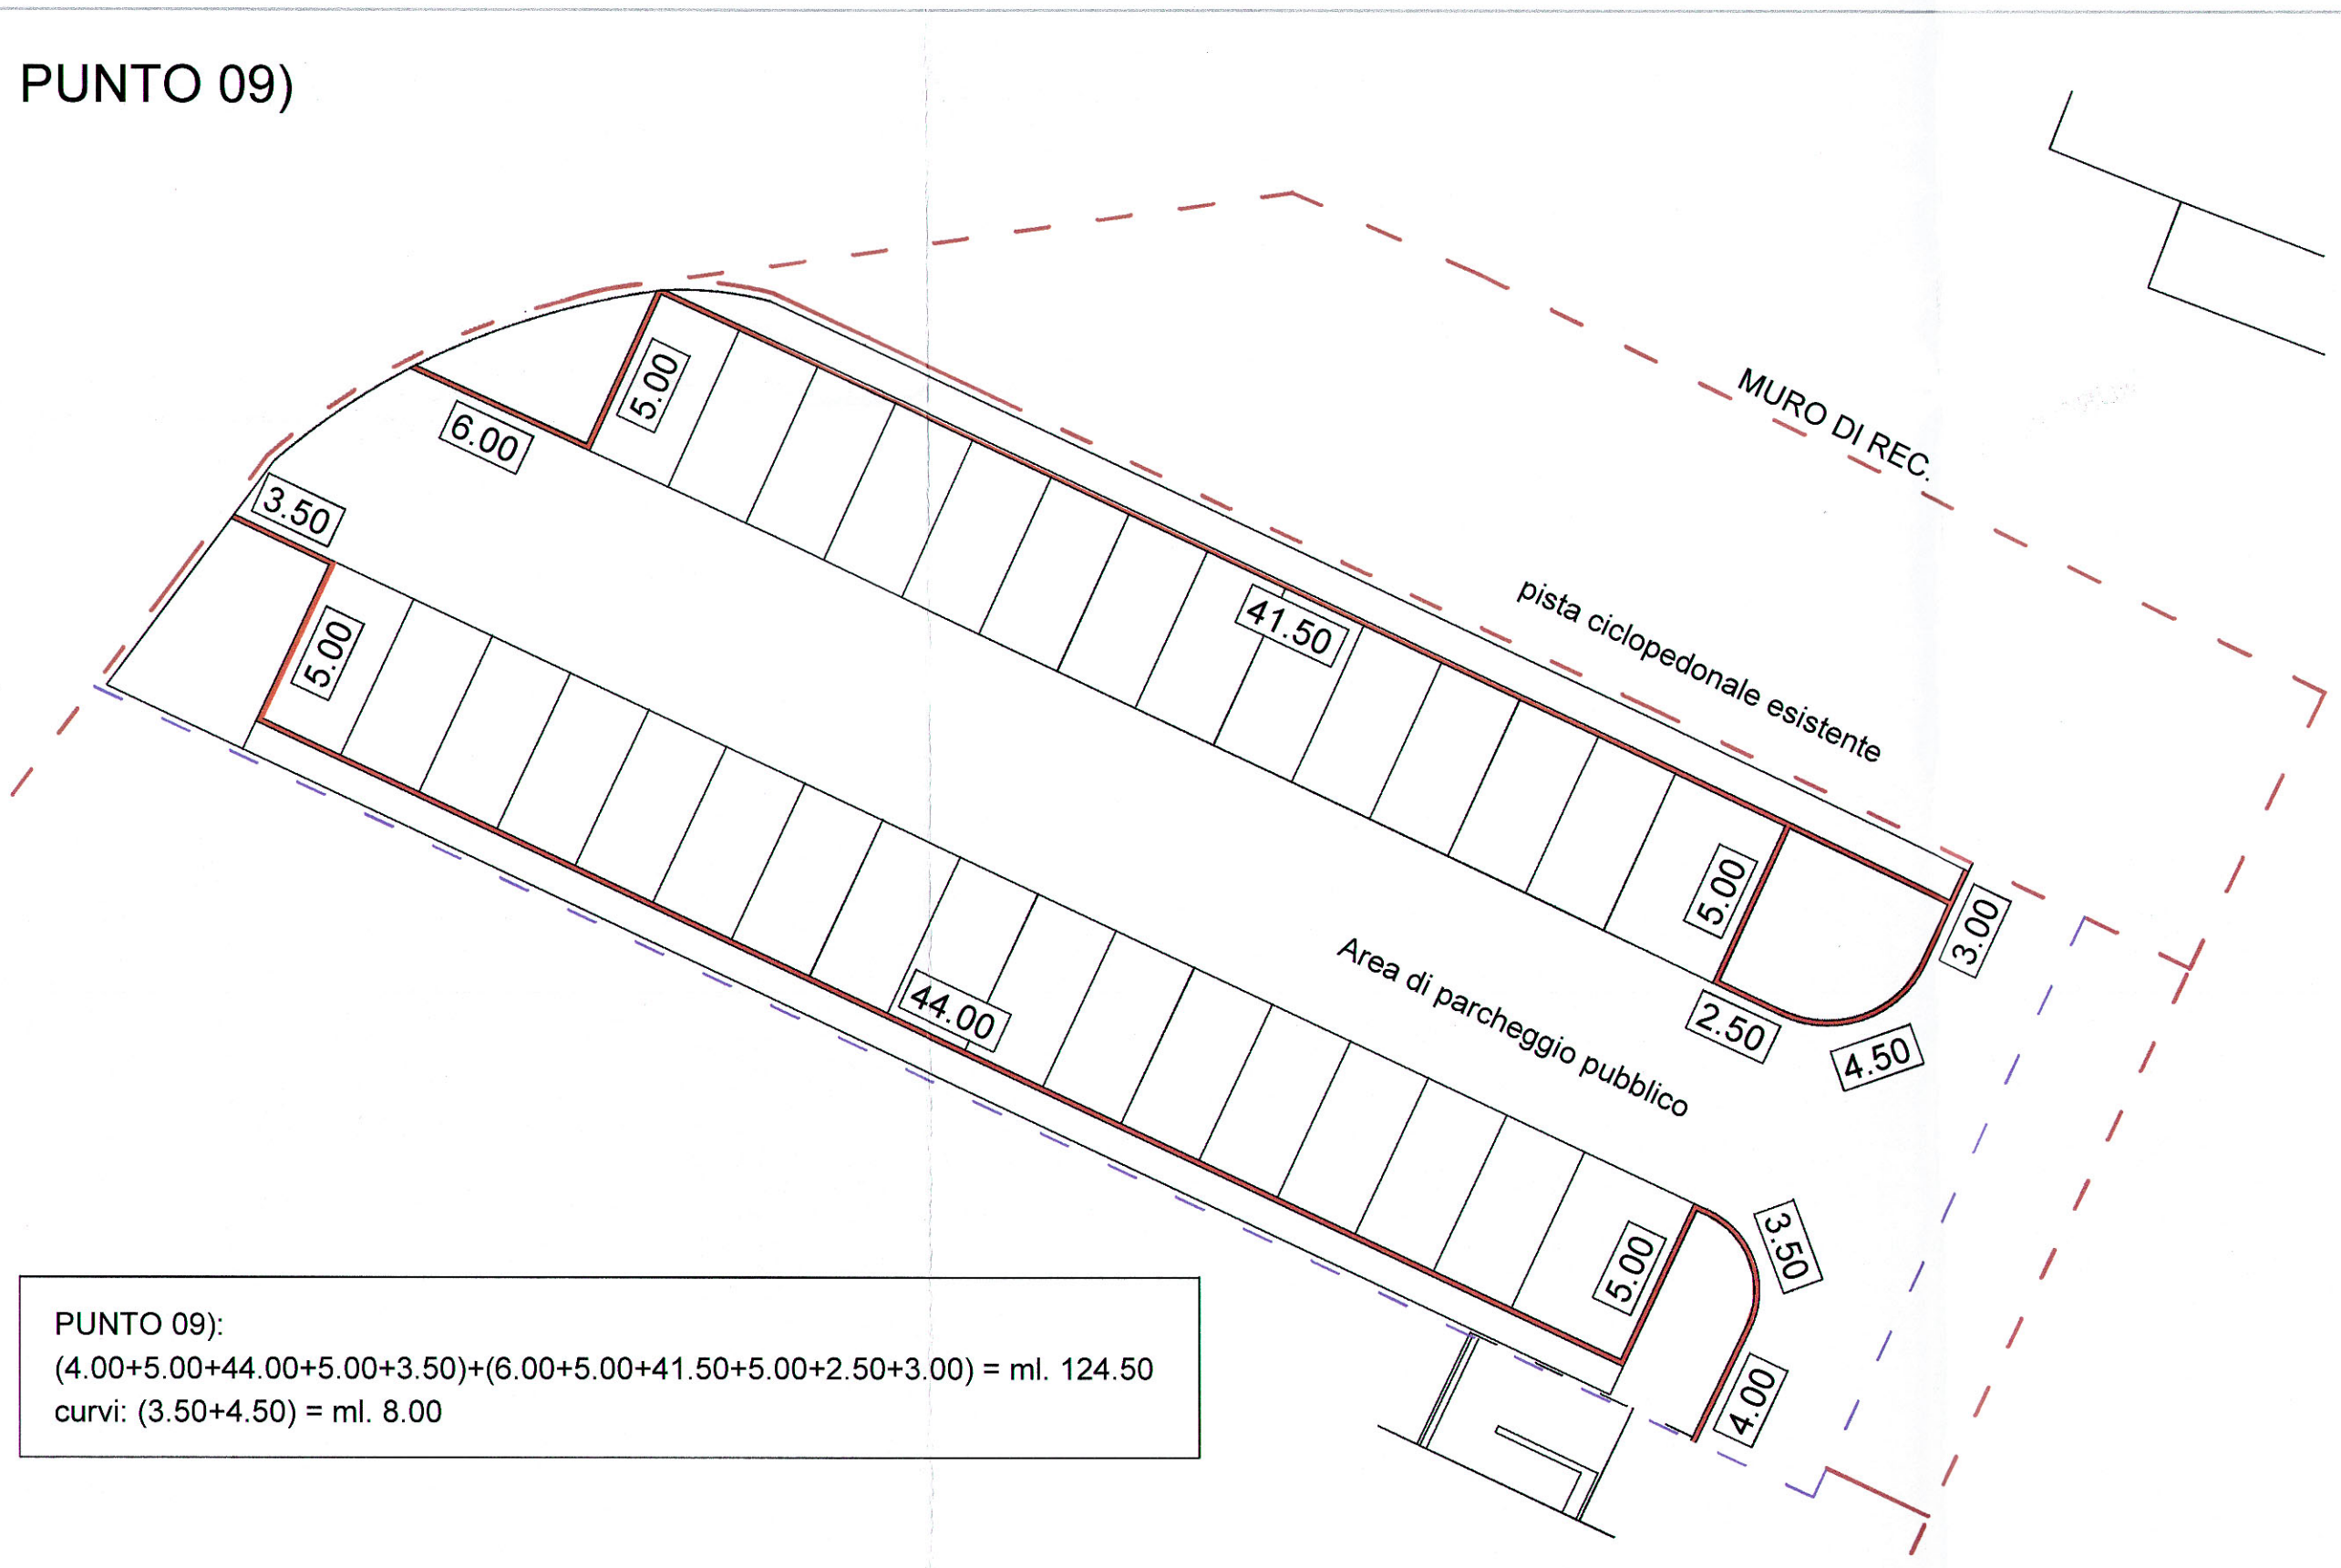 PUNTO 09)
MURO DI REC.
5.00
6.00
3.50
pista ciclopedonale esistente
41.50
5.00
5.00
3.00
Area di parcheggio pubblico
44.00
2.50
4.50
3.50
5.00
4.00
PUNTO 09):
(4.00+5.00+44.00+5.00+3.50)+(6.00+5.00+41.50+5.00+2.50+3.00) = ml. 124.50
curvi: (3.50+4.50) = ml. 8.00